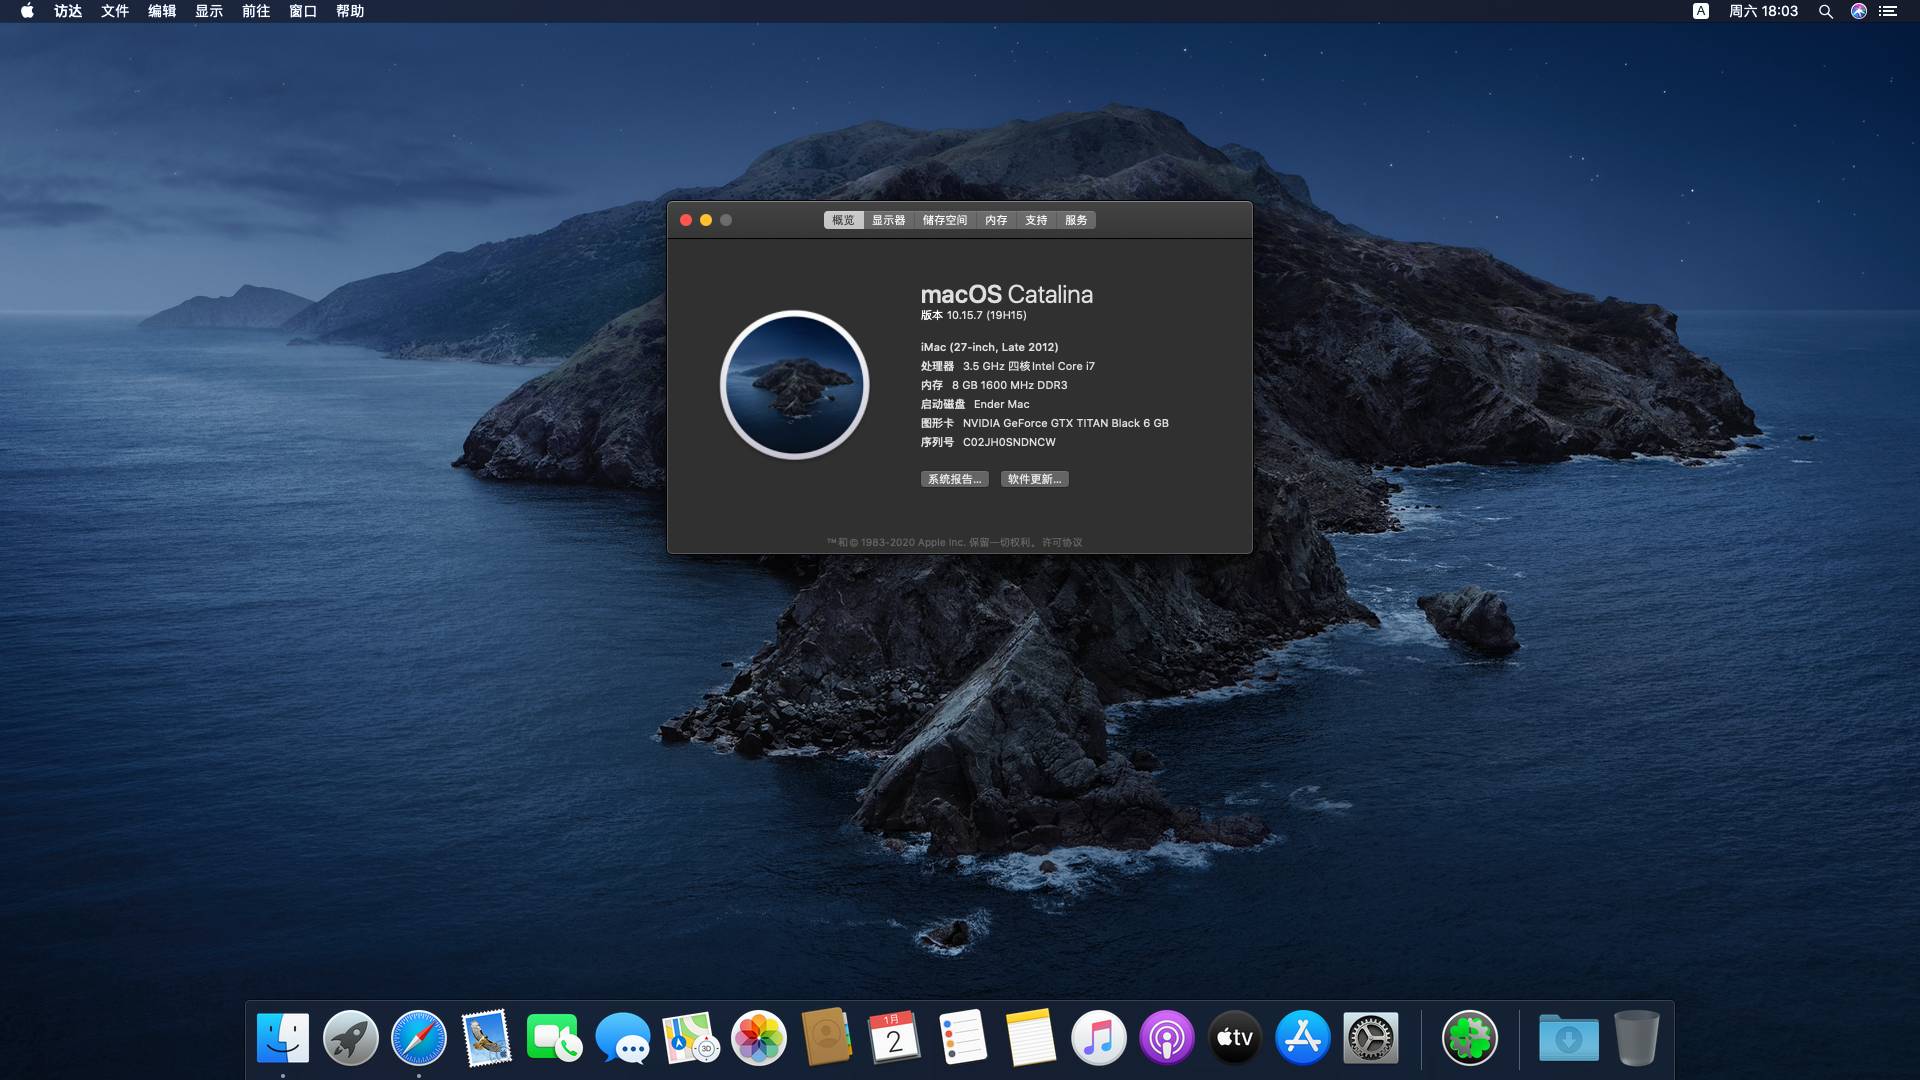 访达 文件 编辑 显示 前往 窗口 帮助
A 周六 18:03
概览 显示器 储存空间 内存 支持 服务
macOS Catalina
版本 10.15.7 (19H15)
iMac (27-inch, Late 2012)
处理器 3.5 GHz 四核Intel Core i7
内存 8 GB 1600 MHz DDR3
启动磁盘 Ender Mac
图形卡 NVIDIA GeForce GTX TITAN Black 6 GB
序列号 C02JH0SNDNCW
系统报告... 软件更新...
™和© 1983-2020 Apple Inc. 保留一切权利。许可协议
1月
2
3D
tv